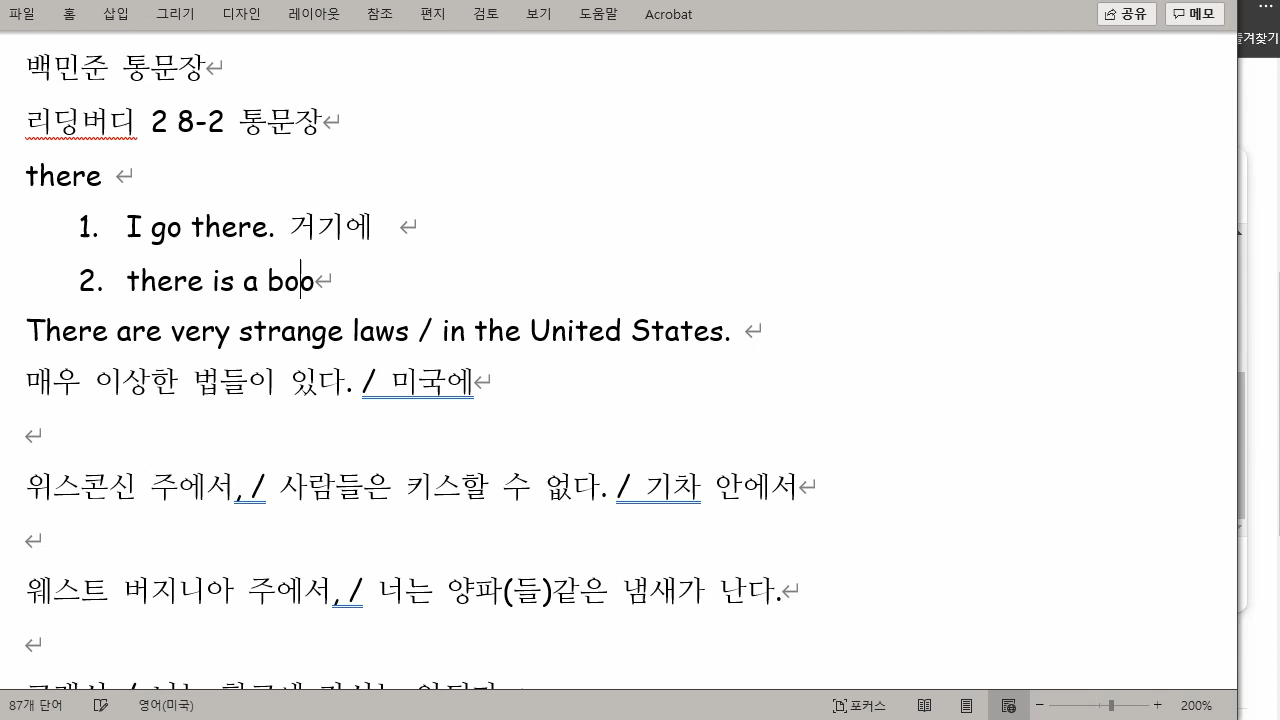 파일 홈 삽입 그리기 디자인 레이아웃 참조 편지 검토 보기 도움말 Acrobat 공유 메모
백민준 통문장
리딩버디 2 8-2 통문장
there
1. I go there. 거기에
2. there is a boo
There are very strange laws / in the United States.
매우 이상한 법들이 있다. / 미국에
위스콘신 주에서, / 사람들은 키스할 수 없다. / 기차 안에서
웨스트 버지니아 주에서, / 너는 양파(들)같은 냄새가 난다.
87개 단어 영어(미국) 포커스 200%